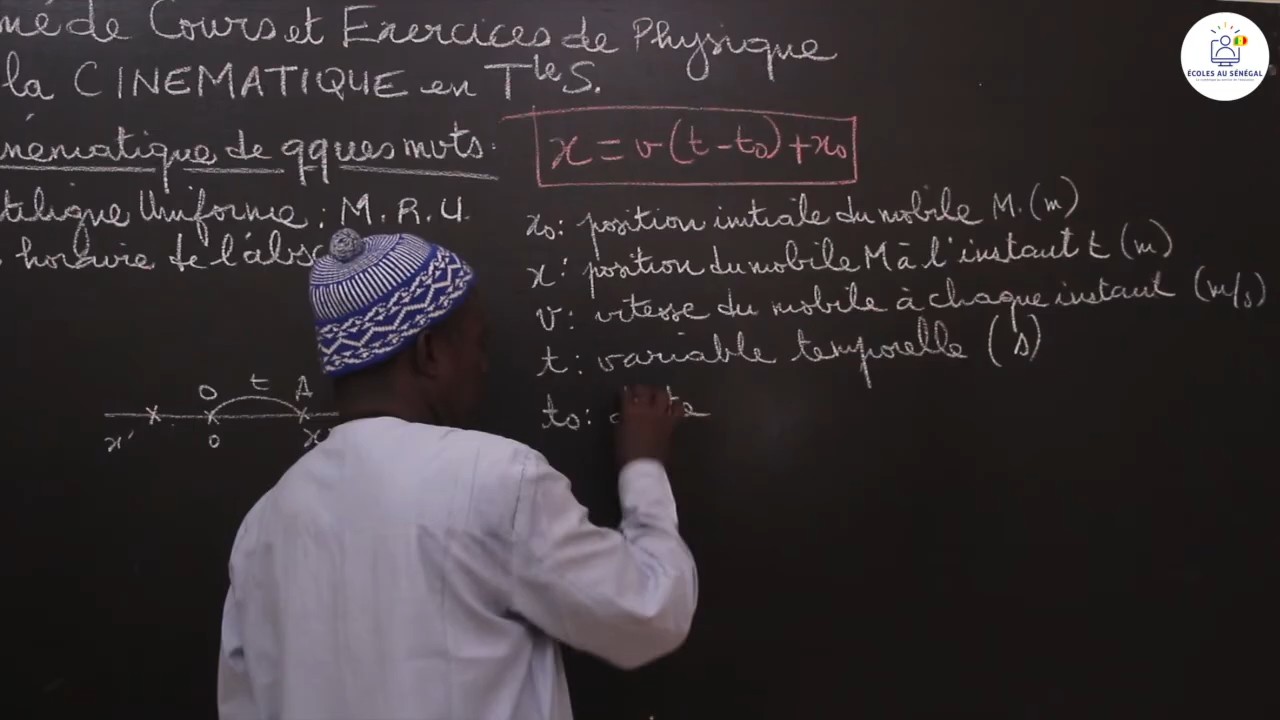 mé de Cours et Exercices de Physique
la CINEMATIQUE en Tle S.
nématique de qques mots.
tiligne Uniforme : M.R.U.
horaire de l'absc
x = v(t - t0) + x0
x0 : position initiale du mobile M. (m)
x : position du mobile M à l'instant t (m)
v : vitesse du mobile à chaque instant (m/s)
t : variable temporelle (s)
t0 :
O t A
x' 0 x
ÉCOLES AU SÉNÉGAL